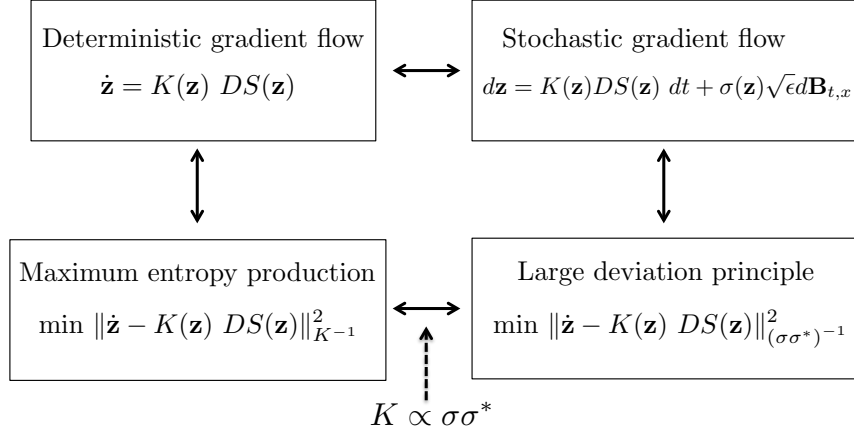 Deterministic gradient flow
ż = K(z) DS(z)
Stochastic gradient flow
dz = K(z)DS(z) dt + σ(z)√ϵdB_{t,x}
Maximum entropy production
min ‖ż − K(z) DS(z)‖²_{K⁻¹}
Large deviation principle
min ‖ż − K(z) DS(z)‖²_{(σσ*)⁻¹}
K ∝ σσ*